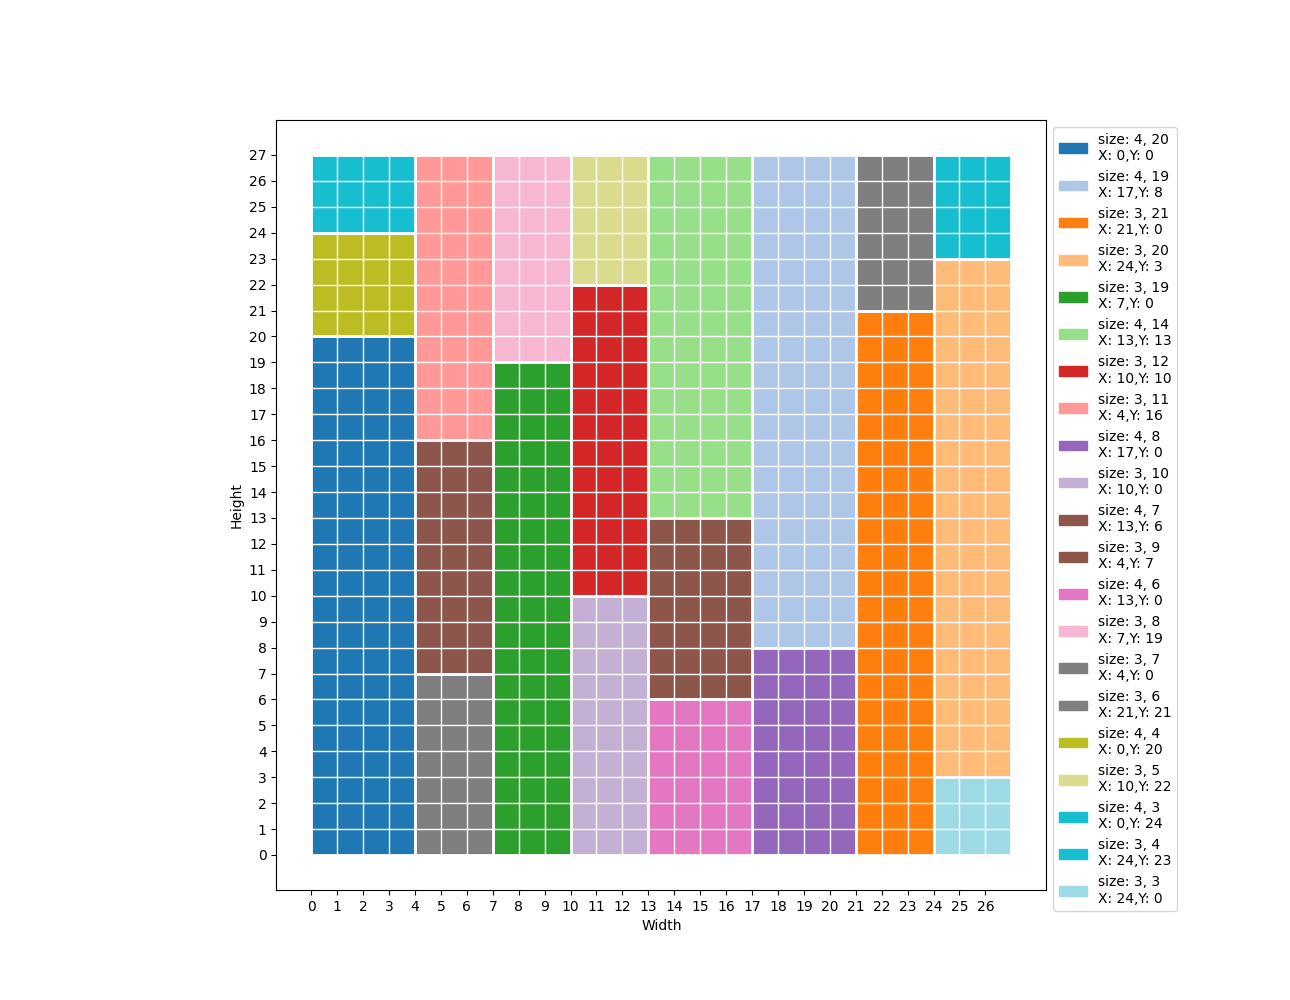 27
26
25
24
23
22
21
20
19
18
17
16
15
14
13
12
11
10
9
8
7
6
5
4
3
2
1
0
Height
0 1 2 3 4 5 6 7 8 9 10 11 12 13 14 15 16 17 18 19 20 21 22 23 24 25 26
Width
size: 4, 20
X: 0,Y: 0
size: 4, 19
X: 17,Y: 8
size: 3, 21
X: 21,Y: 0
size: 3, 20
X: 24,Y: 3
size: 3, 19
X: 7,Y: 0
size: 4, 14
X: 13,Y: 13
size: 3, 12
X: 10,Y: 10
size: 3, 11
X: 4,Y: 16
size: 4, 8
X: 17,Y: 0
size: 3, 10
X: 10,Y: 0
size: 4, 7
X: 13,Y: 6
size: 3, 9
X: 4,Y: 7
size: 4, 6
X: 13,Y: 0
size: 3, 8
X: 7,Y: 19
size: 3, 7
X: 4,Y: 0
size: 3, 6
X: 21,Y: 21
size: 4, 4
X: 0,Y: 20
size: 3, 5
X: 10,Y: 22
size: 4, 3
X: 0,Y: 24
size: 3, 4
X: 24,Y: 23
size: 3, 3
X: 24,Y: 0